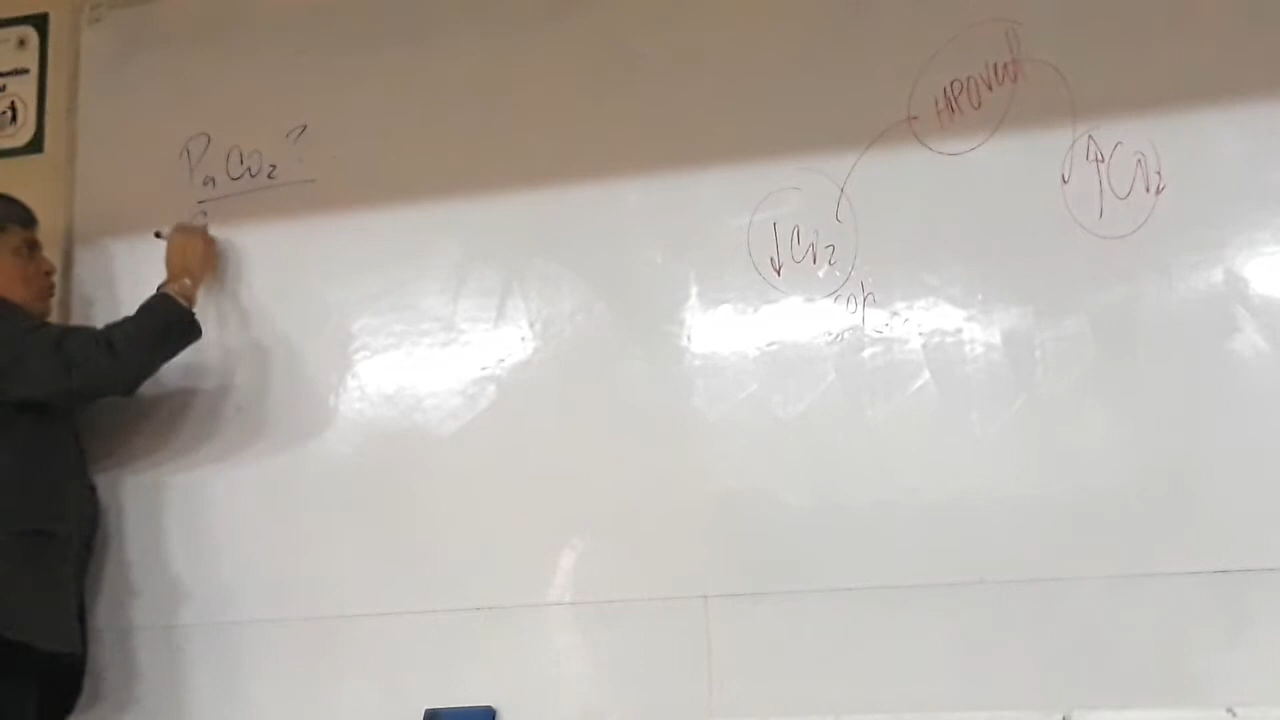 PaCO₂?
HIPOVent
↓CO₂
↑CO₂